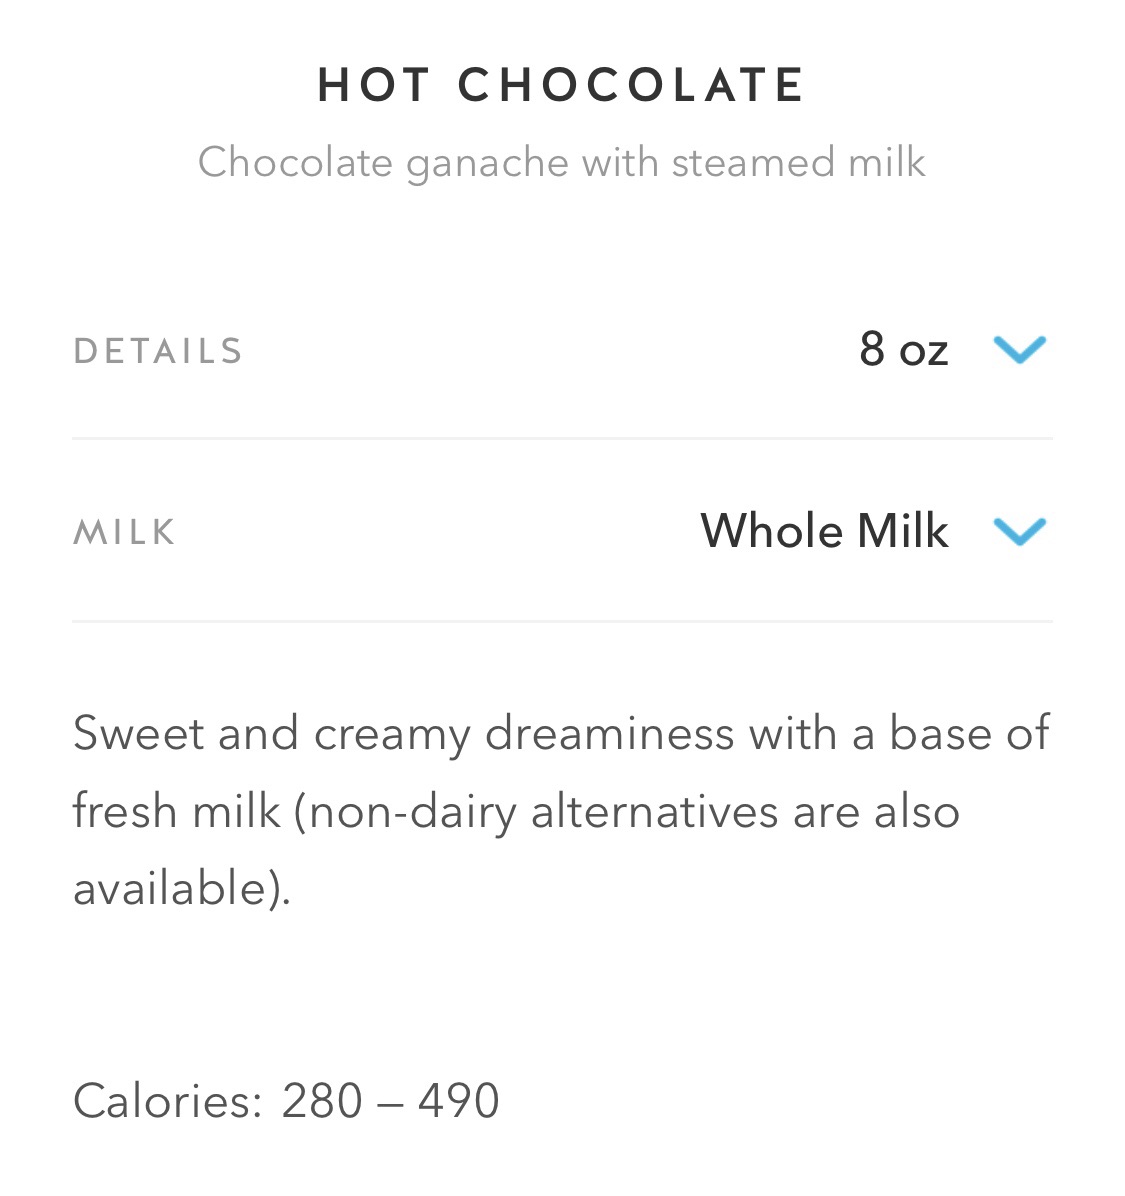 HOT CHOCOLATE
Chocolate ganache with steamed milk
DETAILS 8 oz
MILK Whole Milk
Sweet and creamy dreaminess with a base of
fresh milk (non-dairy alternatives are also
available).
Calories: 280 – 490